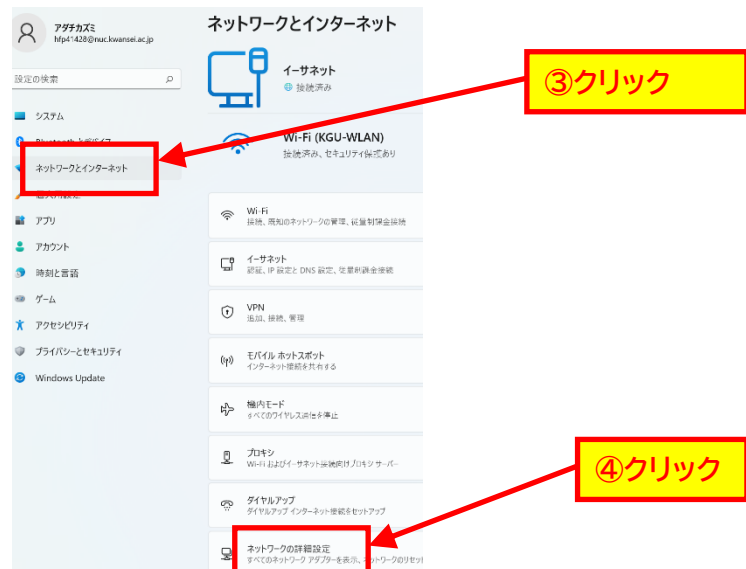 アダチカズミ
hfp41428@nuc.kwansei.ac.jp
設定の検索
システム
Bluetooth とデバイス
ネットワークとインターネット
個人用設定
アプリ
アカウント
時刻と言語
ゲーム
アクセシビリティ
プライバシーとセキュリティ
Windows Update
ネットワークとインターネット
イーサネット
接続済み
Wi-Fi (KGU-WLAN)
接続済み、セキュリティ保護あり
Wi-Fi
接続、既知のネットワークの管理、従量制課金接続
イーサネット
認証、IP 設定と DNS 設定、従量制課金接続
VPN
追加、接続、管理
モバイル ホットスポット
インターネット接続を共有する
機内モード
すべてのワイヤレス通信を停止
プロキシ
Wi-Fi およびイーサネット接続向けプロキシ サーバー
ダイヤルアップ
ダイヤルアップ インターネット接続をセットアップ
ネットワークの詳細設定
すべてのネットワーク アダプターを表示、ネットワークのリセット
③クリック
④クリック